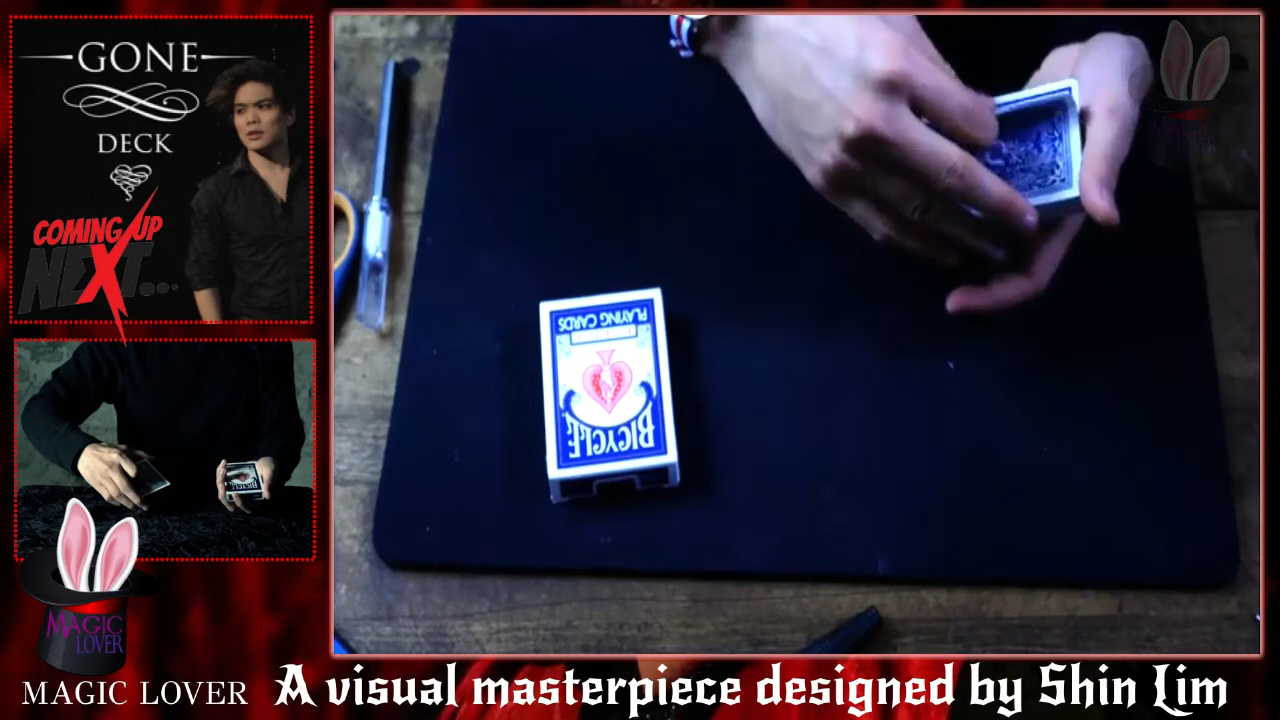 GONE
DECK
COMING UP
NEXT...
PLAYING CARDS
BICYCLE
MAGIC
LOVER
MAGIC LOVER
A visual masterpiece designed by Shin Lim